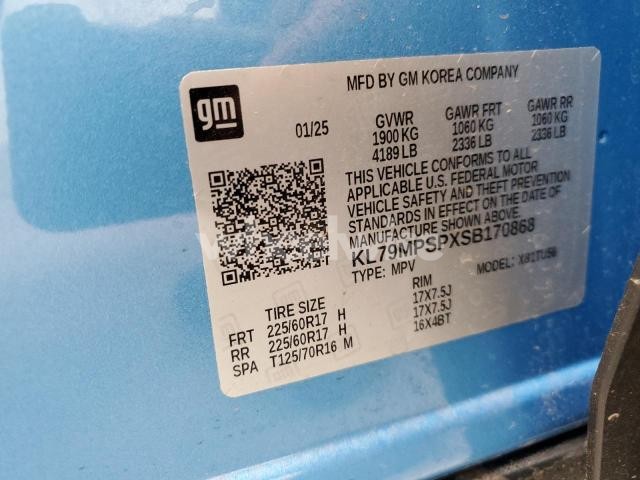 MFD BY GM KOREA COMPANY
gm
01/25
GVWR GAWR FRT GAWR RR
1900 KG 1060 KG 1060 KG
4189 LB 2336 LB 2336 LB
THIS VEHICLE CONFORMS TO ALL
APPLICABLE U.S. FEDERAL MOTOR
VEHICLE SAFETY AND THEFT PREVENTION
STANDARDS IN EFFECT ON THE DATE OF
MANUFACTURE SHOWN ABOVE.
KL79MPSPXSB170868
TYPE: MPV MODEL:
TIRE SIZE RIM
FRT 225/60R17 H 17X7.5J
RR 225/60R17 H 17X7.5J
SPA T125/70R16 M 16X4BT